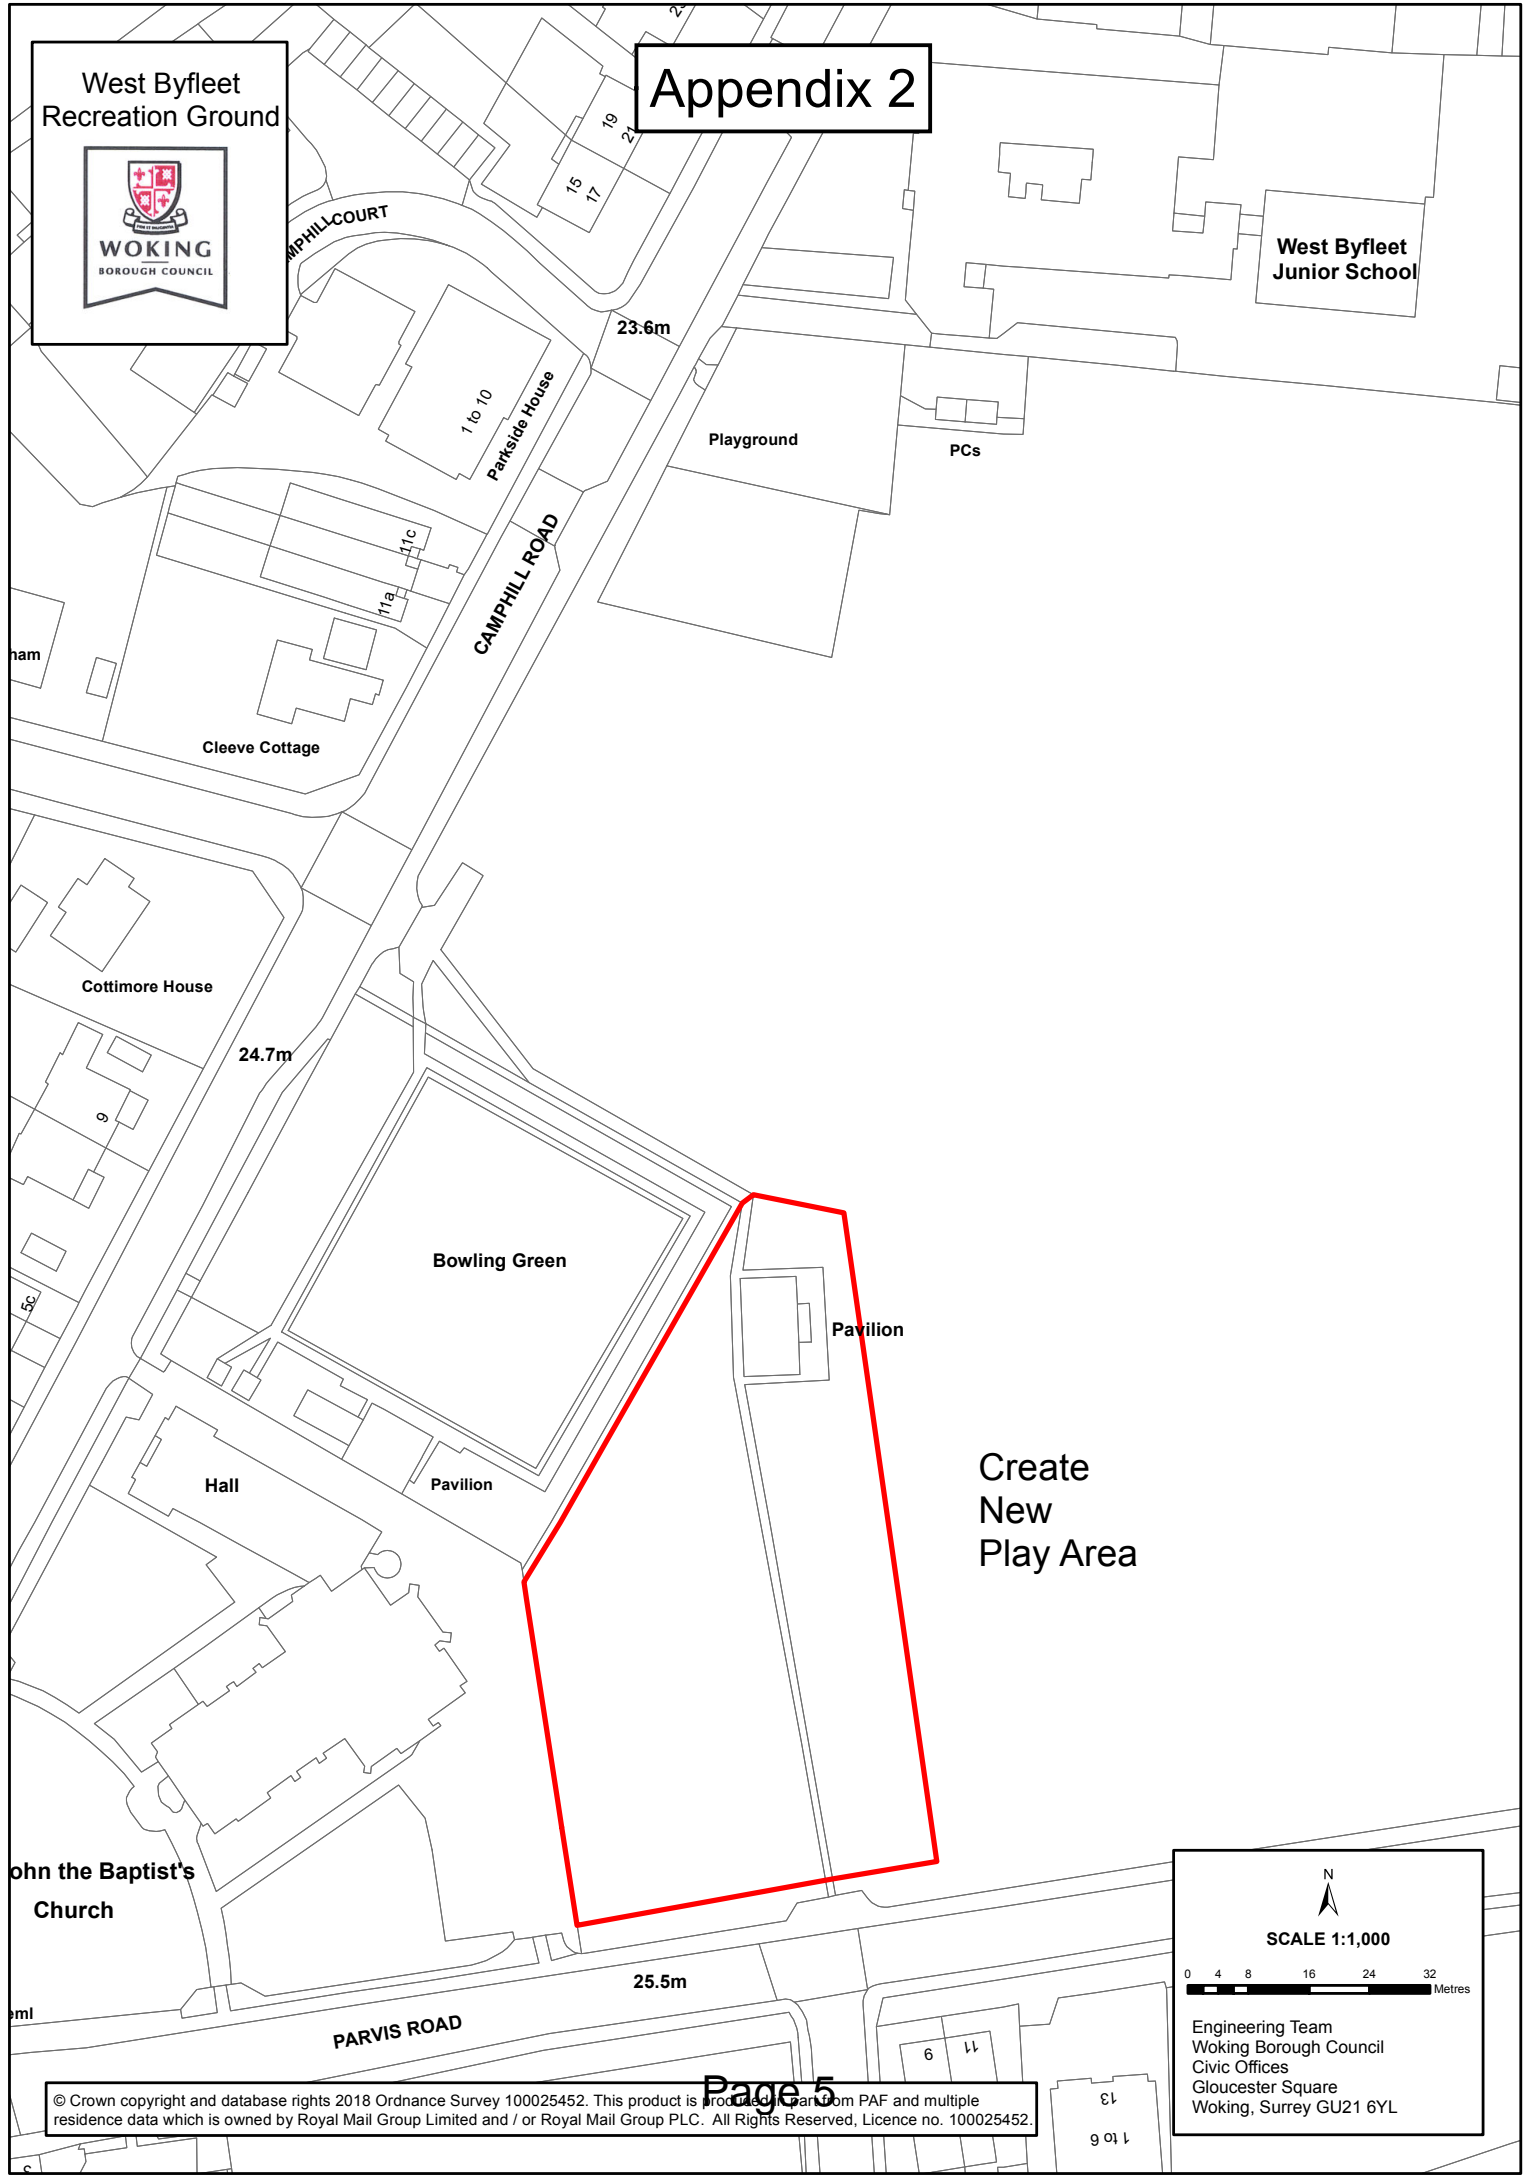 West Byfleet
Recreation Ground
WOKING
BOROUGH COUNCIL
Appendix 2
19
21
15
17
MPHILL COURT
West Byfleet
Junior School
23.6m
1 to 10
Parkside House
Playground
PCs
CAMPHILL ROAD
11c
11a
ham
Cleeve Cottage
Cottimore House
24.7m
9
5c
Bowling Green
Pavilion
Hall
Pavilion
Create
New
Play Area
ohn the Baptist's
Church
25.5m
eml
PARVIS ROAD
9
11
13
1 to 6
N
SCALE 1:1,000
0 4 8 16 24 32
Metres
Engineering Team
Woking Borough Council
Civic Offices
Gloucester Square
Woking, Surrey GU21 6YL
Page 5
© Crown copyright and database rights 2018 Ordnance Survey 100025452. This product is produced in part from PAF and multiple
residence data which is owned by Royal Mail Group Limited and / or Royal Mail Group PLC. All Rights Reserved, Licence no. 100025452.